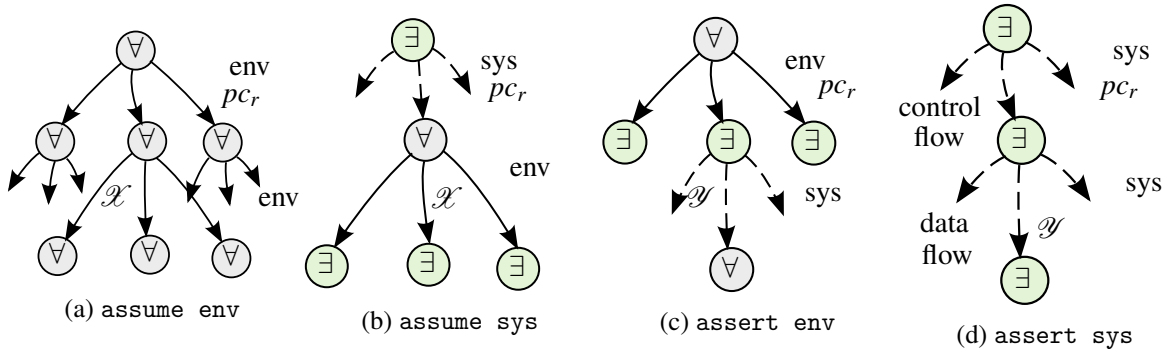 ∀
env
pc_r
∀ ∀ ∀
𝒳
env
∀ ∀ ∀
(a) assume env
∃
sys
pc_r
∀
env
𝒳
∃ ∃ ∃
(b) assume sys
∀
env
pc_r
∃ ∃ ∃
𝒴
sys
∀
(c) assert env
∃
sys
pc_r
control
flow
∃
sys
data
flow
𝒴
∃
(d) assert sys